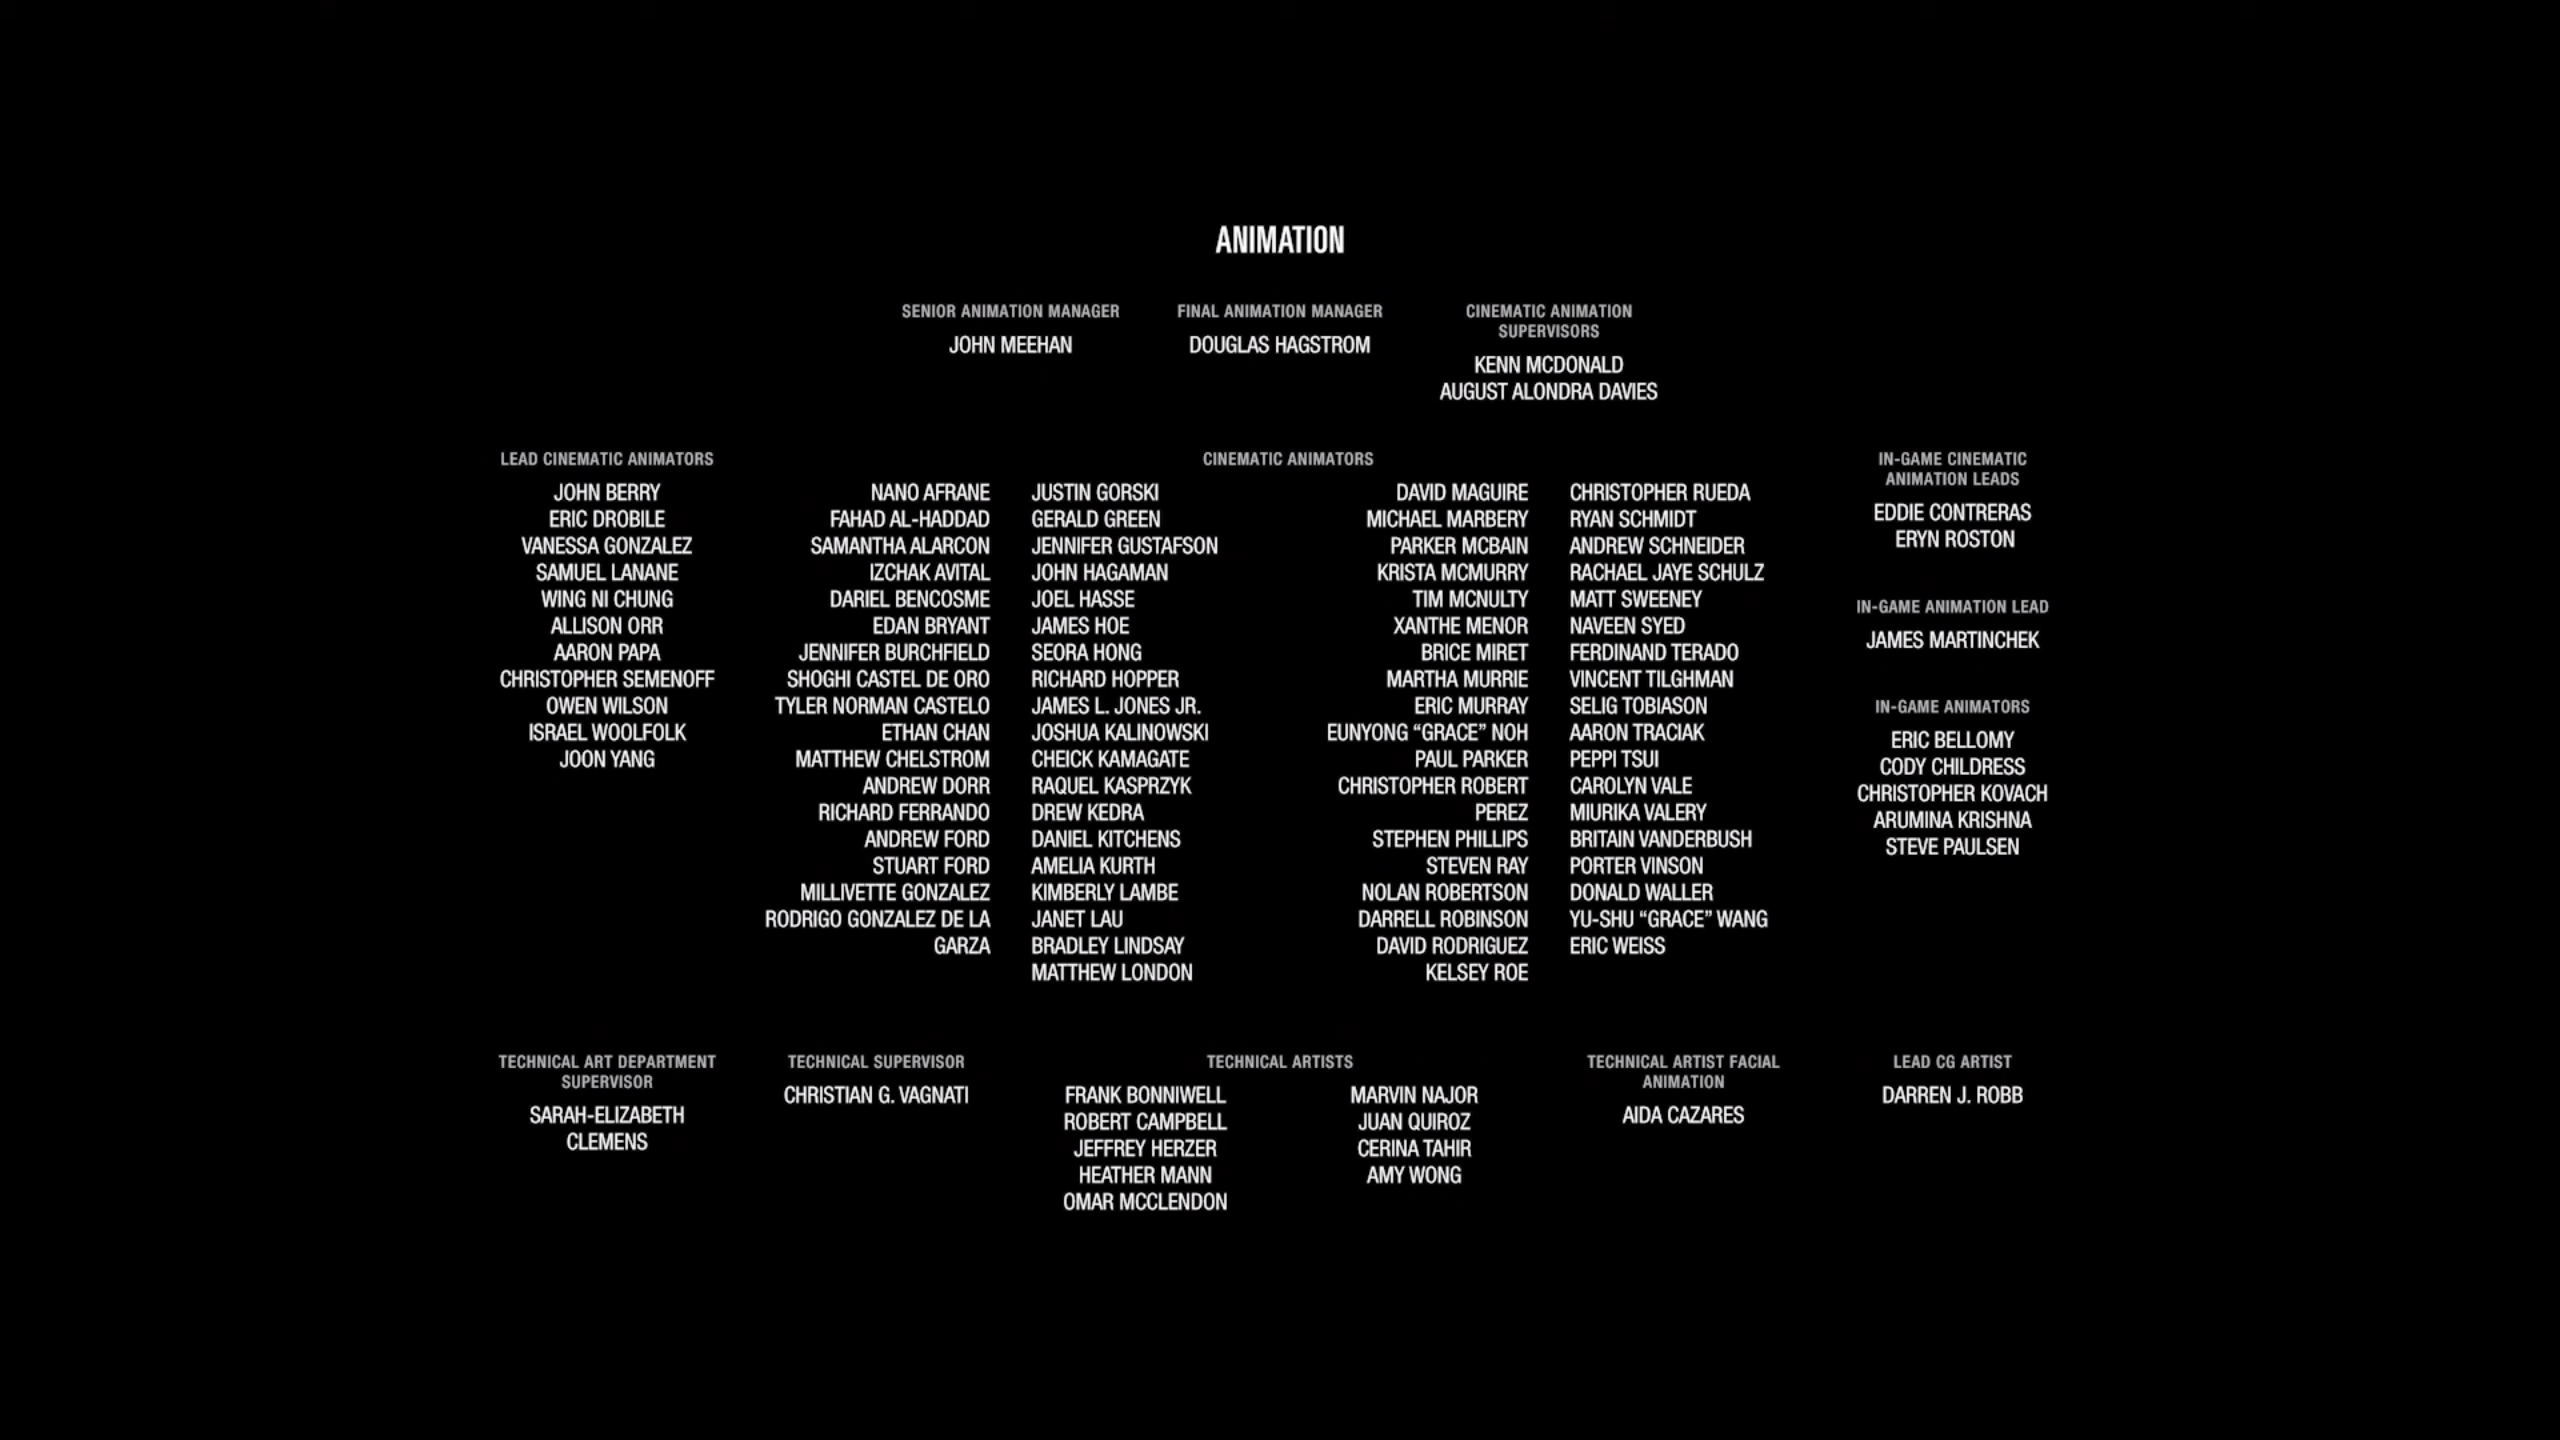 ANIMATION
SENIOR ANIMATION MANAGER
JOHN MEEHAN
FINAL ANIMATION MANAGER
DOUGLAS HAGSTROM
CINEMATIC ANIMATION
SUPERVISORS
KENN MCDONALD
AUGUST ALONDRA DAVIES
LEAD CINEMATIC ANIMATORS
JOHN BERRY
ERIC DROBILE
VANESSA GONZALEZ
SAMUEL LANANE
WING NI CHUNG
ALLISON ORR
AARON PAPA
CHRISTOPHER SEMENOFF
OWEN WILSON
ISRAEL WOOLFOLK
JOON YANG
CINEMATIC ANIMATORS
NANO AFRANE
FAHAD AL-HADDAD
SAMANTHA ALARCON
IZCHAK AVITAL
DARIEL BENCOSME
EDAN BRYANT
JENNIFER BURCHFIELD
SHOGHI CASTEL DE ORO
TYLER NORMAN CASTELO
ETHAN CHAN
MATTHEW CHELSTROM
ANDREW DORR
RICHARD FERRANDO
ANDREW FORD
STUART FORD
MILLIVETTE GONZALEZ
RODRIGO GONZALEZ DE LA
GARZA
JUSTIN GORSKI
GERALD GREEN
JENNIFER GUSTAFSON
JOHN HAGAMAN
JOEL HASSE
JAMES HOE
SEORA HONG
RICHARD HOPPER
JAMES L. JONES JR.
JOSHUA KALINOWSKI
CHEICK KAMAGATE
RAQUEL KASPRZYK
DREW KEDRA
DANIEL KITCHENS
AMELIA KURTH
KIMBERLY LAMBE
JANET LAU
BRADLEY LINDSAY
MATTHEW LONDON
DAVID MAGUIRE
MICHAEL MARBERY
PARKER MCBAIN
KRISTA MCMURRY
TIM MCNULTY
XANTHE MENOR
BRICE MIRET
MARTHA MURRIE
ERIC MURRAY
EUNYONG “GRACE” NOH
PAUL PARKER
CHRISTOPHER ROBERT
PEREZ
STEPHEN PHILLIPS
STEVEN RAY
NOLAN ROBERTSON
DARRELL ROBINSON
DAVID RODRIGUEZ
KELSEY ROE
CHRISTOPHER RUEDA
RYAN SCHMIDT
ANDREW SCHNEIDER
RACHAEL JAYE SCHULZ
MATT SWEENEY
NAVEEN SYED
FERDINAND TERADO
VINCENT TILGHMAN
SELIG TOBIASON
AARON TRACIAK
PEPPI TSUI
CAROLYN VALE
MIURIKA VALERY
BRITAIN VANDERBUSH
PORTER VINSON
DONALD WALLER
YU-SHU “GRACE” WANG
ERIC WEISS
IN-GAME CINEMATIC
ANIMATION LEADS
EDDIE CONTRERAS
ERYN ROSTON
IN-GAME ANIMATION LEAD
JAMES MARTINCHEK
IN-GAME ANIMATORS
ERIC BELLOMY
CODY CHILDRESS
CHRISTOPHER KOVACH
ARUMINA KRISHNA
STEVE PAULSEN
TECHNICAL ART DEPARTMENT
SUPERVISOR
SARAH-ELIZABETH
CLEMENS
TECHNICAL SUPERVISOR
CHRISTIAN G. VAGNATI
TECHNICAL ARTISTS
FRANK BONNIWELL
ROBERT CAMPBELL
JEFFREY HERZER
HEATHER MANN
OMAR MCCLENDON
MARVIN NAJOR
JUAN QUIROZ
CERINA TAHIR
AMY WONG
TECHNICAL ARTIST FACIAL
ANIMATION
AIDA CAZARES
LEAD CG ARTIST
DARREN J. ROBB